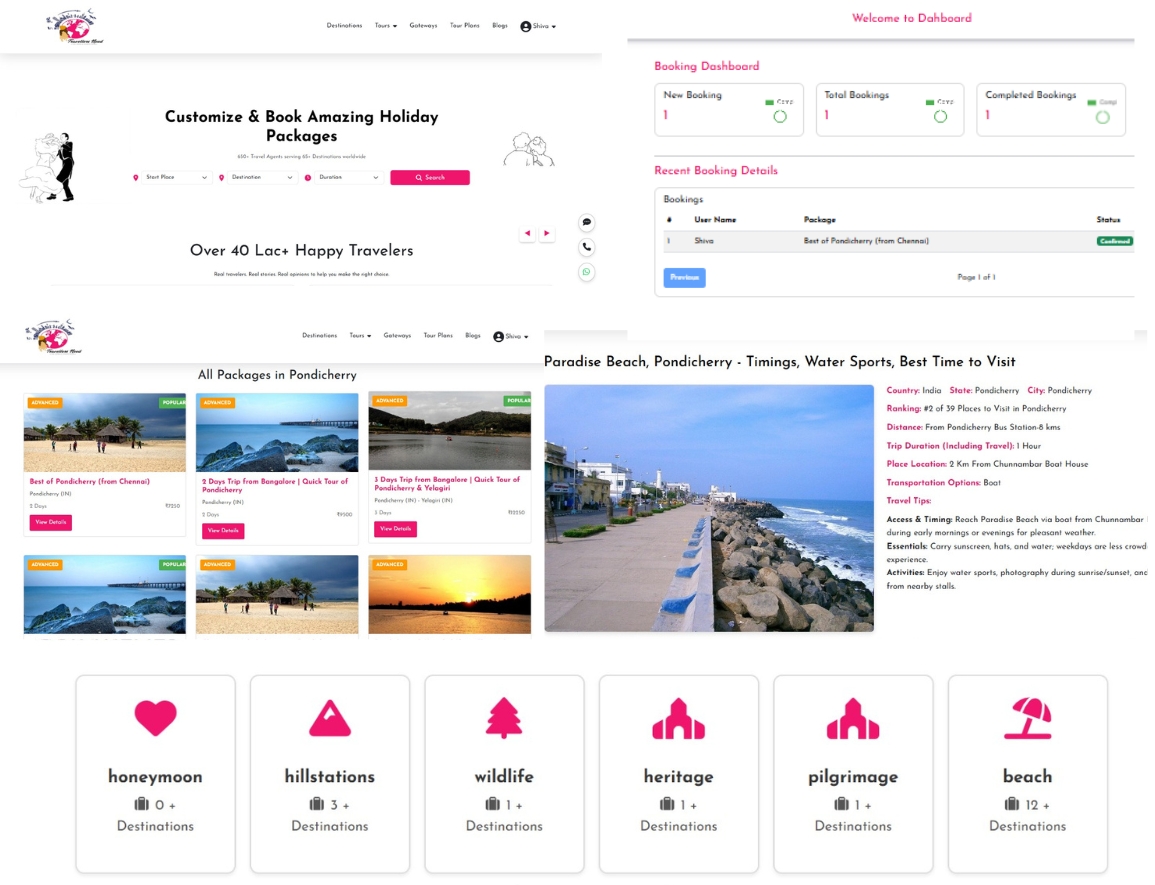 Destinations Tours Gateways Tour Plans Blogs Shiva
Customize & Book Amazing Holiday
Packages
650+ Travel Agents serving 65+ Destinations worldwide
Start Place Destination Duration Search
Over 40 Lac+ Happy Travelers
Real travelers. Real stories. Real opinions to help you make the right choice.
Welcome to Dahboard
Booking Dashboard
New Booking
1
Total Bookings
1
Completed Bookings
1
Recent Booking Details
Bookings
# User Name Package Status
1 Shiva Best of Pondicherry (from Chennai) Confirmed
Previous Page 1 of 1
Travellers Mind
Destinations Tours Gateways Tour Plans Blogs Shiva
All Packages in Pondicherry
ADVANCED POPULAR
Best of Pondicherry (from Chennai)
Pondicherry (IN)
2 Days ₹7250
View Details
ADVANCED
2 Days Trip from Bangalore | Quick Tour of
Pondicherry
Pondicherry (IN)
2 Days ₹9500
View Details
ADVANCED POPULAR
3 Days Trip from Bangalore | Quick Tour of
Pondicherry & Yelagiri
Pondicherry (IN) - Yelagiri (IN)
3 Days
View Details
ADVANCED POPULAR
ADVANCED
ADVANCED
Paradise Beach, Pondicherry - Timings, Water Sports, Best Time to Visit
Country: India State: Pondicherry City: Pondicherry
Ranking: #2 of 39 Places to Visit in Pondicherry
Distance: From Pondicherry Bus Station-8 kms
Trip Duration (Including Travel): 1 Hour
Place Location: 2 Km From Chunnambar Boat House
Transportation Options: Boat
Travel Tips:
Access & Timing: Reach Paradise Beach via boat from Chunnambar
during early mornings or evenings for pleasant weather.
Essentials: Carry sunscreen, hats, and water; weekdays are less crowd
experience.
Activities: Enjoy water sports, photography during sunrise/sunset, and
from nearby stalls.
honeymoon
0 +
Destinations
hillstations
3 +
Destinations
wildlife
1 +
Destinations
heritage
1 +
Destinations
pilgrimage
1 +
Destinations
beach
12 +
Destinations